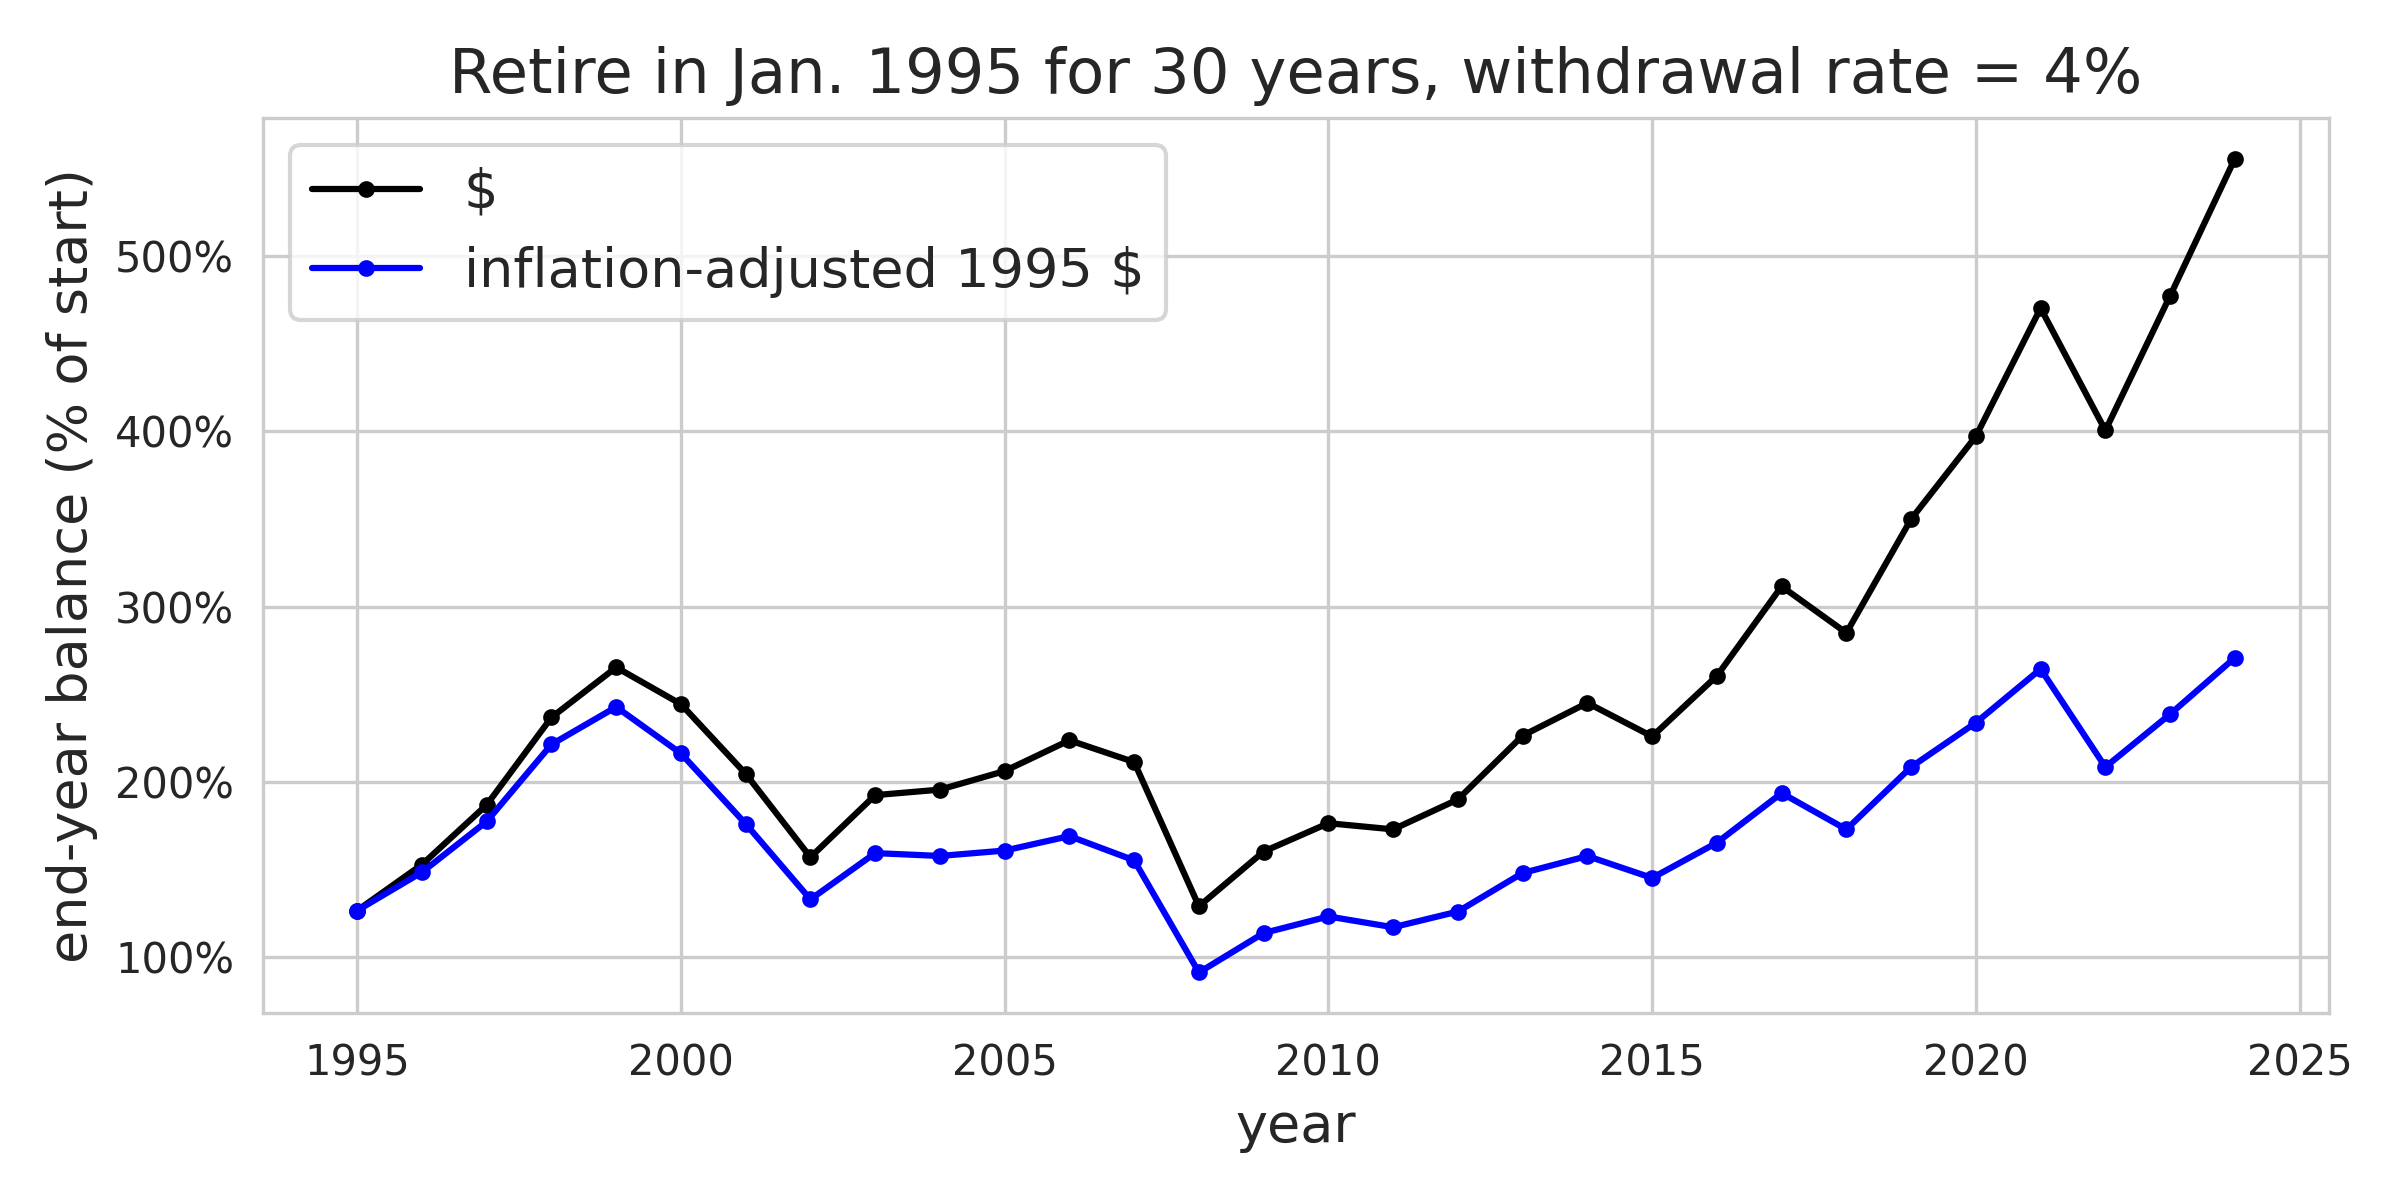 Retire in Jan. 1995 for 30 years, withdrawal rate = 4%
$
inflation-adjusted 1995 $
end-year balance (% of start)
500%
400%
300%
200%
100%
1995 2000 2005 2010 2015 2020 2025
year